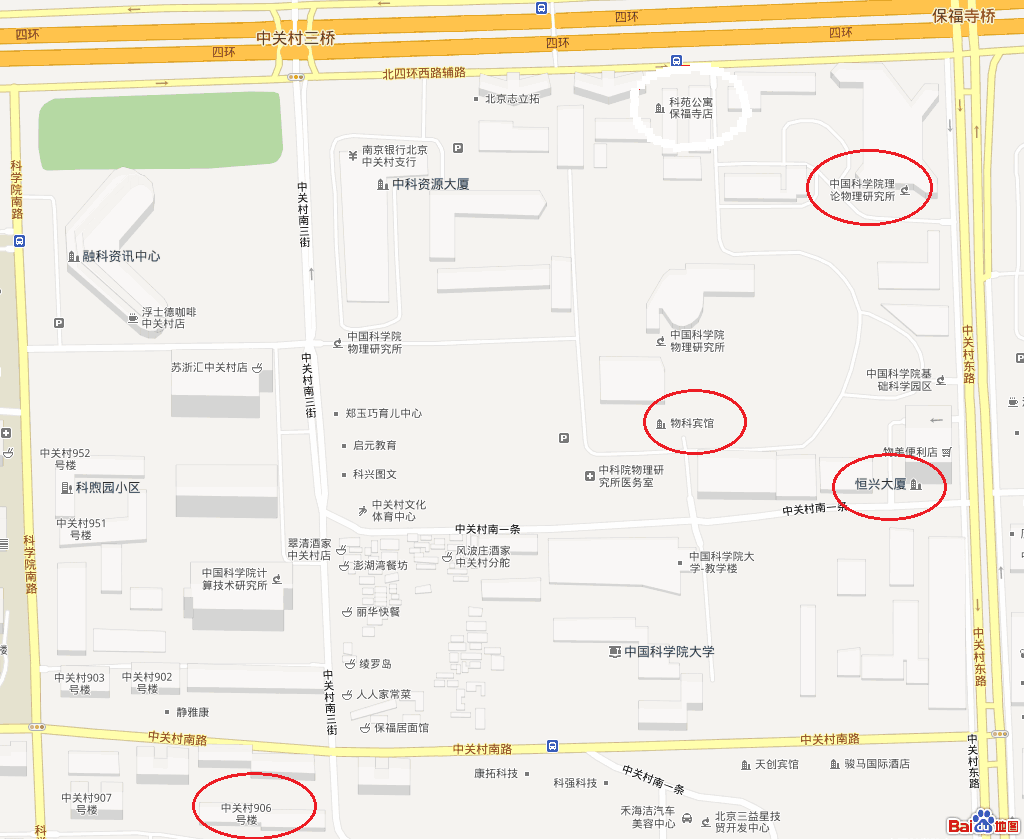 四环
四环
保福寺桥
中关村三桥
四环
四环
四环
北四环西路辅路
北京志立拓
科苑公寓
保福寺店
南京银行北京
中关村支行
P
中科资源大厦
中国科学院理
论物理研究所
科学院南路
中关村南三街
融科资讯中心
浮士德咖啡
中关村店
P
中国科学院
物理研究所
中国科学院
物理研究所
中关村东路
苏浙汇中关村店
中关村南三街
中国科学院基
础科学园区
P
郑玉巧育儿中心
物科宾馆
启元教育
P
中关村952
号楼
物美便利店
科兴图文
中科院物理研
究所医务室
科煦园小区
恒兴大厦
中关村文化
体育中心
中关村南一条
中关村951
号楼
中关村南一条
科学院南路
翠清酒家
中关村店
风波庄酒家
中关村分舵
澎湖湾餐坊
中国科学院大
学-教学楼
中国科学院计
算技术研究所
丽华快餐
中国科学院大学
中关村东路
绫罗岛
中关村903
号楼
中关村902
号楼
中关村南三街
人人家常菜
静雅康
保福居面馆
中关村南路
中关村南路
中关村南路
中关村东路
康拓科技
科强科技
中关村南一条
天创宾馆
骏马国际酒店
中关村907
号楼
中关村906
号楼
禾海洁汽车
美容中心
北京三益星技
贸开发中心
科
Bai du 地图